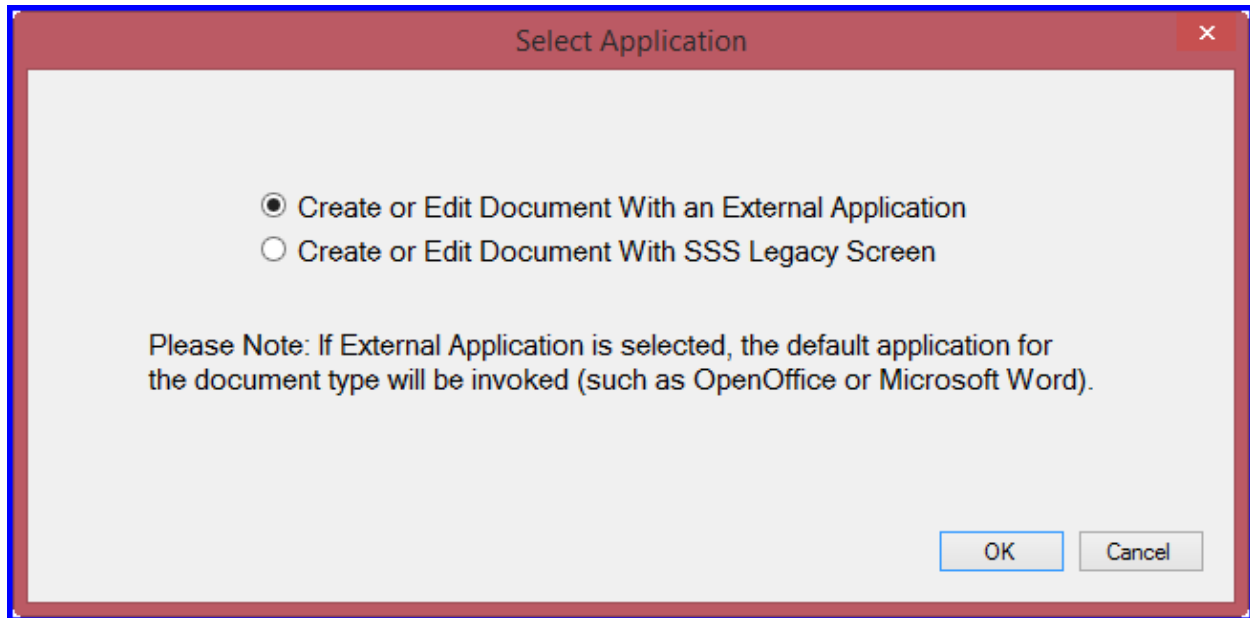 Select Application
Create or Edit Document With an External Application
Create or Edit Document With SSS Legacy Screen
Please Note: If External Application is selected, the default application for
the document type will be invoked (such as OpenOffice or Microsoft Word).
OK
Cancel